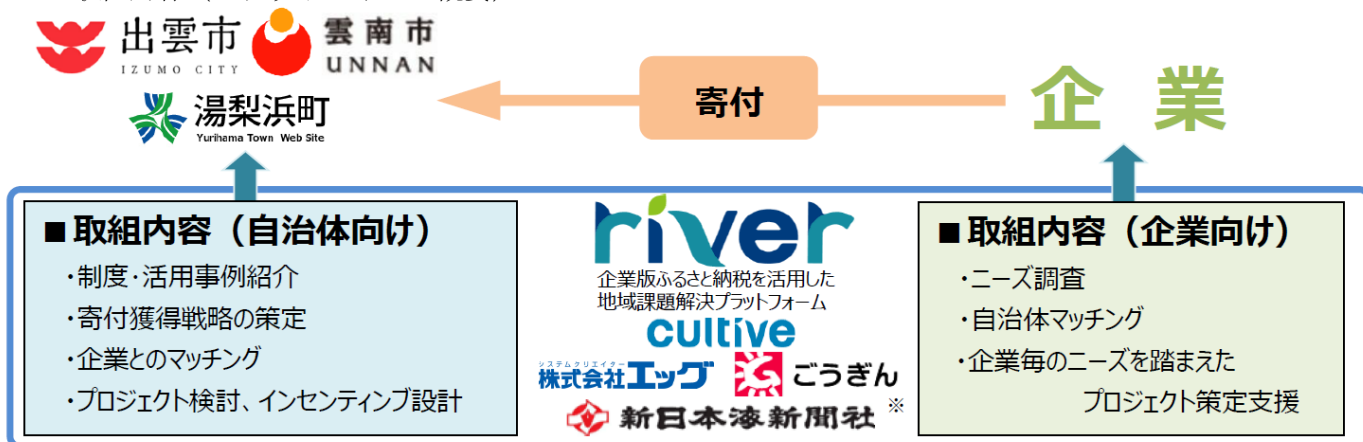 出雲市
IZUMO CITY
雲南市
UNNAN
湯梨浜町
Yurihama Town Web Site
寄付
企業
■取組内容（自治体向け）
・制度・活用事例紹介
・寄付獲得戦略の策定
・企業とのマッチング
・プロジェクト検討、インセンティブ設計
river
企業版ふるさと納税を活用した
地域課題解決プラットフォーム
cultive
システムクリエイター
株式会社エッグ
ごうぎん
新日本海新聞社※
■取組内容（企業向け）
・ニーズ調査
・自治体マッチング
・企業毎のニーズを踏まえた
プロジェクト策定支援